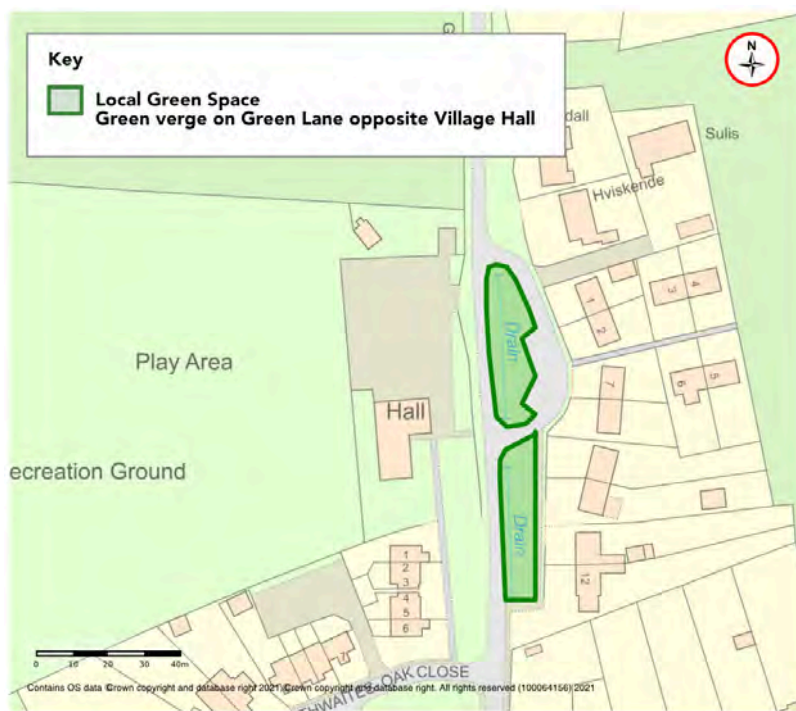 G
Key
N
Local Green Space
Green verge on Green Lane opposite Village Hall
dall
Sulis
Hviskende
Drain
1
2
3
4
Play Area
Hall
7
6
5
ecreation Ground
Drain
12
1
2
3
4
5
6
0 10 20 30 40m
THWAITES OAK CLOSE
Contains OS data ©Crown copyright and database right 2021 ©Crown copyright and database right. All rights reserved (100064156) 2021